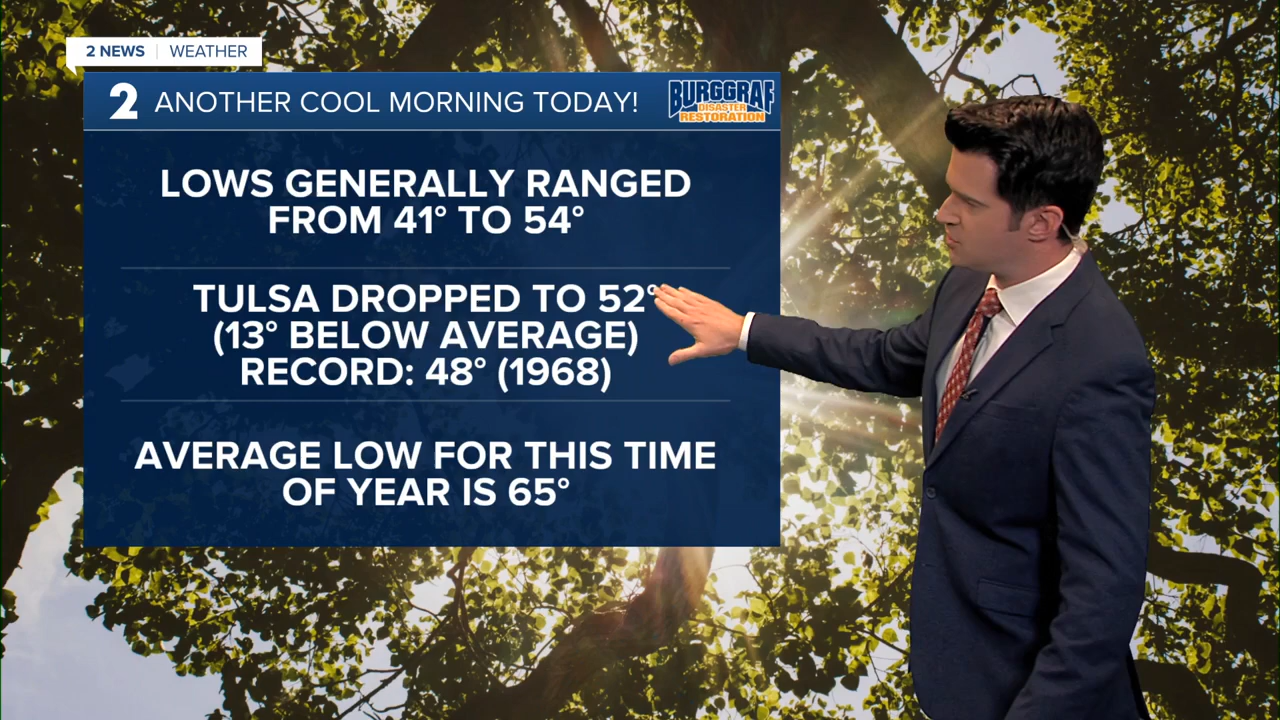 2 NEWS | WEATHER
2 ANOTHER COOL MORNING TODAY!
BURGGRAF
DISASTER
RESTORATION
LOWS GENERALLY RANGED
FROM 41° TO 54°
TULSA DROPPED TO 52°
(13° BELOW AVERAGE)
RECORD: 48° (1968)
AVERAGE LOW FOR THIS TIME
OF YEAR IS 65°